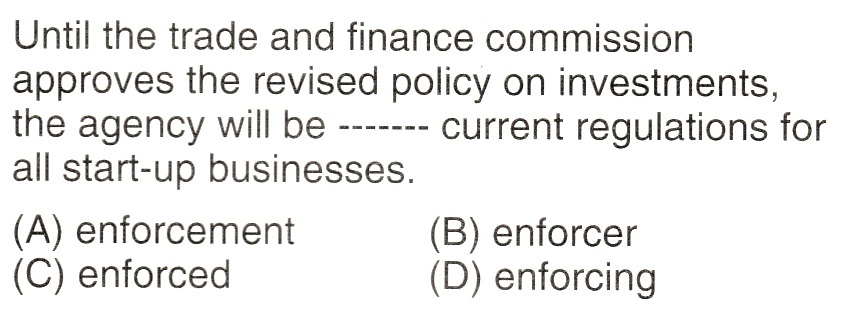 Until the trade and finance commission
approves the revised policy on investments,
the agency will be ------- current regulations for
all start-up businesses.
(A) enforcement (B) enforcer
(C) enforced (D) enforcing